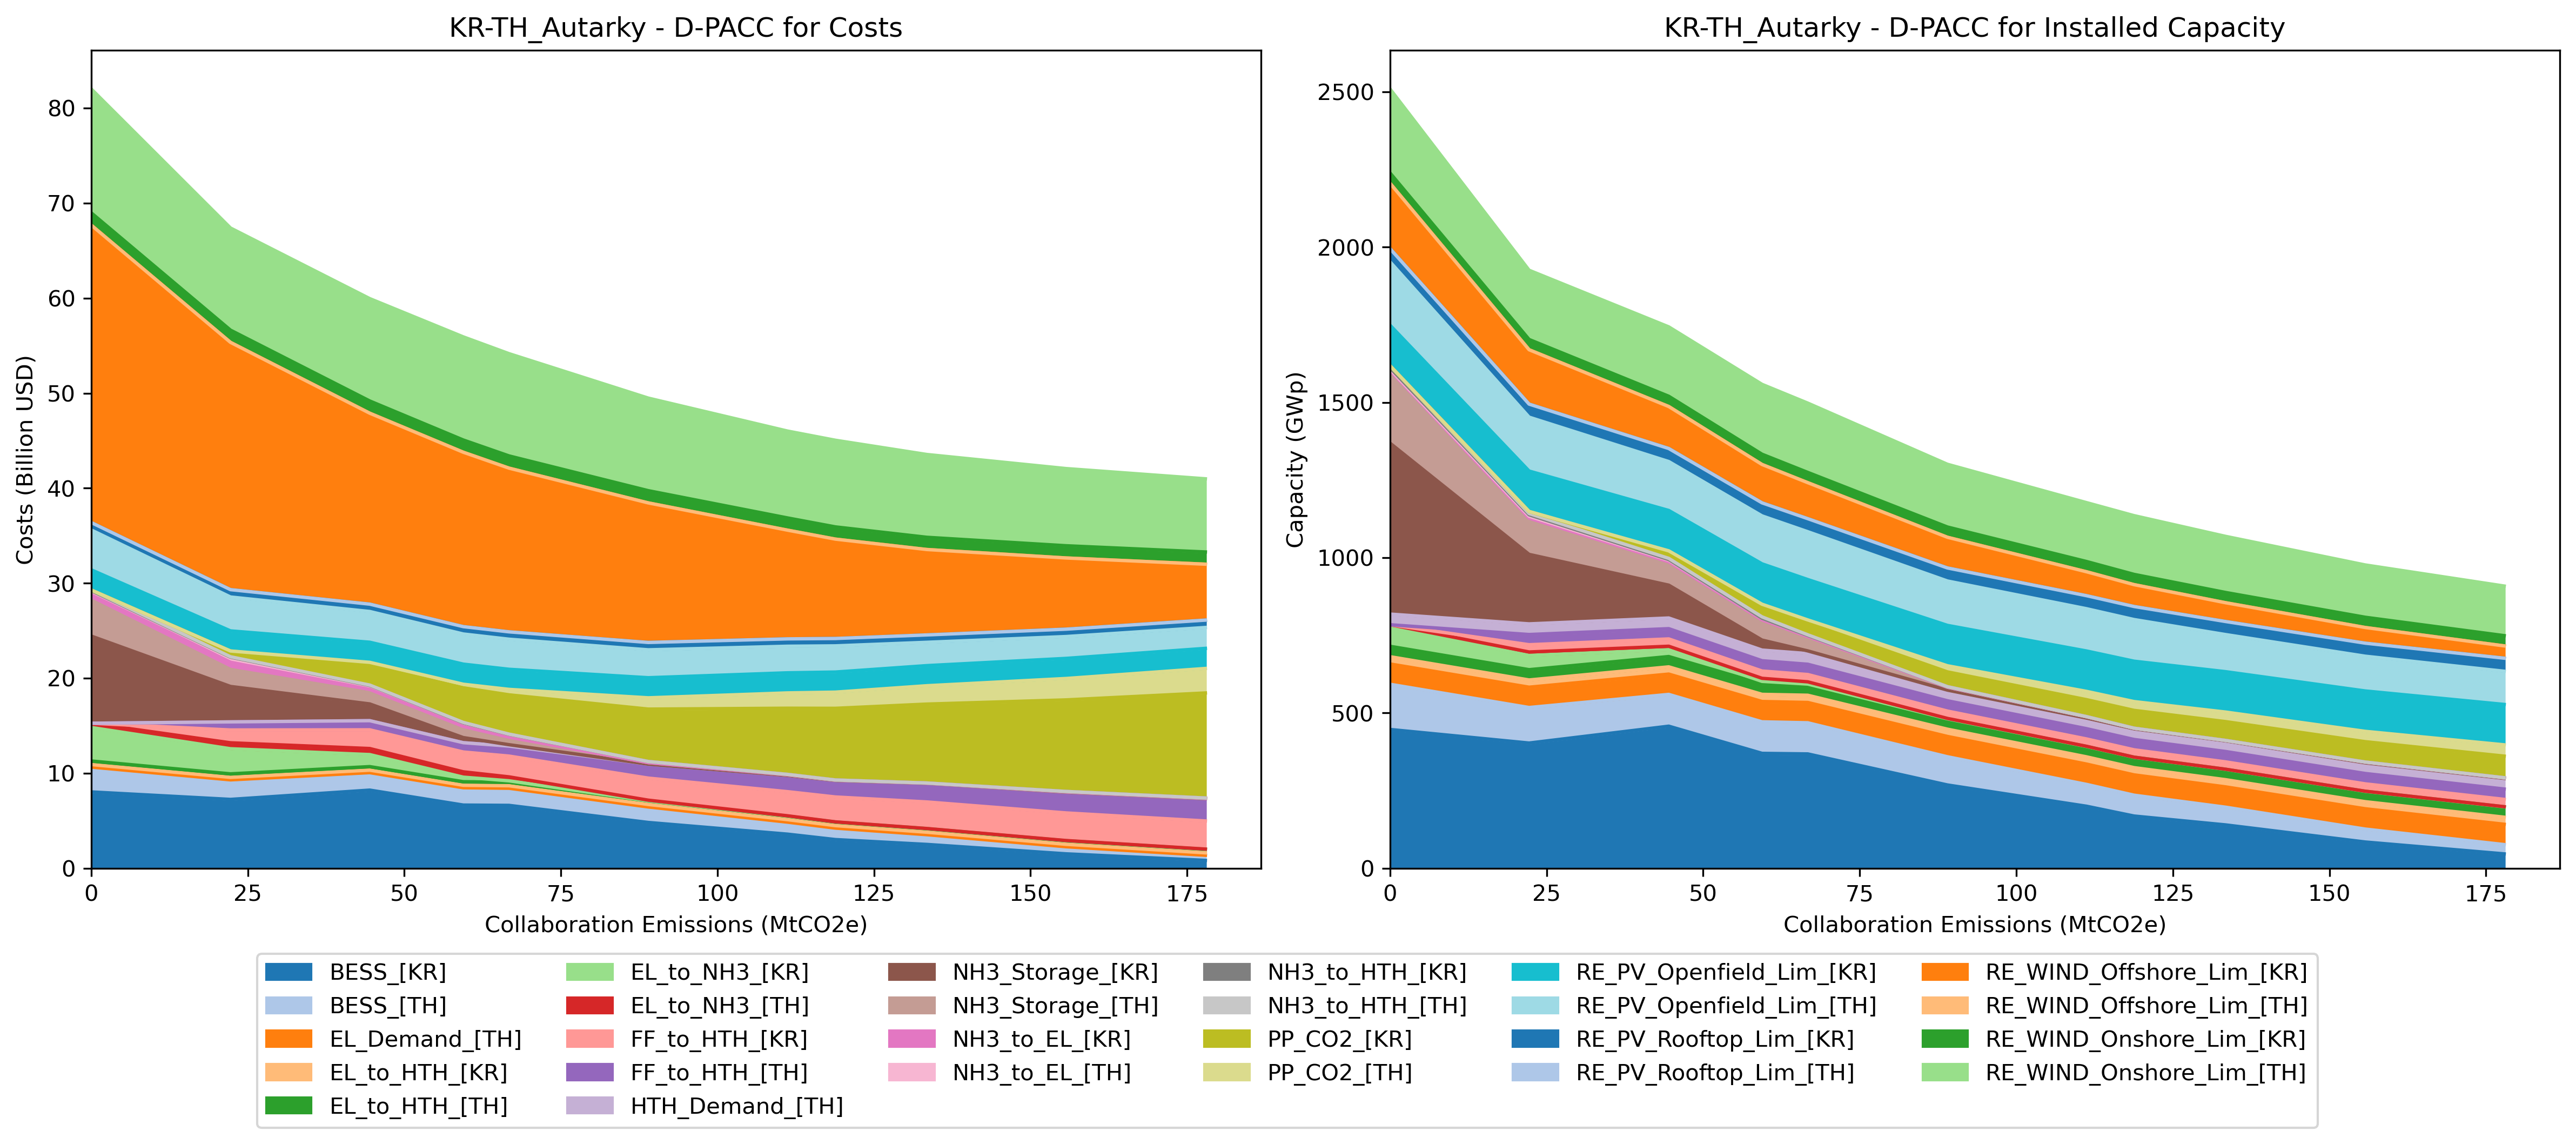 KR-TH_Autarky - D-PACC for Costs
Costs (Billion USD)
80
70
60
50
40
30
20
10
0
0 25 50 75 100 125 150 175
Collaboration Emissions (MtCO2e)
KR-TH_Autarky - D-PACC for Installed Capacity
Capacity (GWp)
2500
2000
1500
1000
500
0
0 25 50 75 100 125 150 175
Collaboration Emissions (MtCO2e)
BESS_[KR]
BESS_[TH]
EL_Demand_[TH]
EL_to_HTH_[KR]
EL_to_HTH_[TH]
EL_to_NH3_[KR]
EL_to_NH3_[TH]
FF_to_HTH_[KR]
FF_to_HTH_[TH]
HTH_Demand_[TH]
NH3_Storage_[KR]
NH3_Storage_[TH]
NH3_to_EL_[KR]
NH3_to_EL_[TH]
NH3_to_HTH_[KR]
NH3_to_HTH_[TH]
PP_CO2_[KR]
PP_CO2_[TH]
RE_PV_Openfield_Lim_[KR]
RE_PV_Openfield_Lim_[TH]
RE_PV_Rooftop_Lim_[KR]
RE_PV_Rooftop_Lim_[TH]
RE_WIND_Offshore_Lim_[KR]
RE_WIND_Offshore_Lim_[TH]
RE_WIND_Onshore_Lim_[KR]
RE_WIND_Onshore_Lim_[TH]